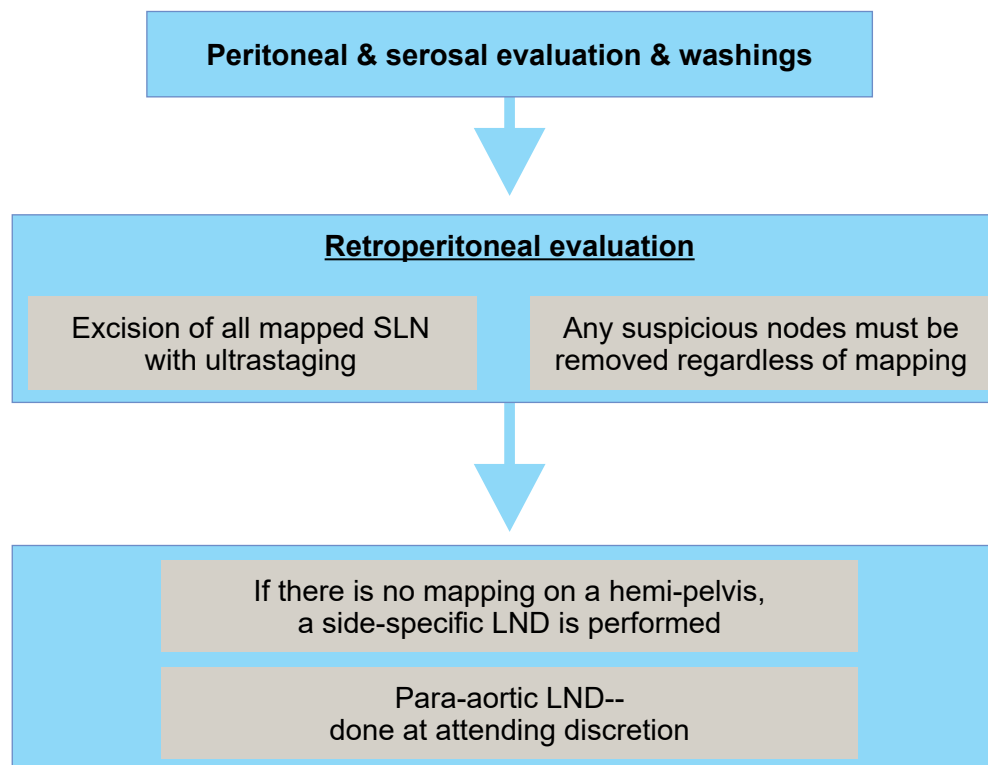 Peritoneal & serosal evaluation & washings
Retroperitoneal evaluation
Excision of all mapped SLN
with ultrastaging
Any suspicious nodes must be
removed regardless of mapping
If there is no mapping on a hemi-pelvis,
a side-specific LND is performed
Para-aortic LND--
done at attending discretion